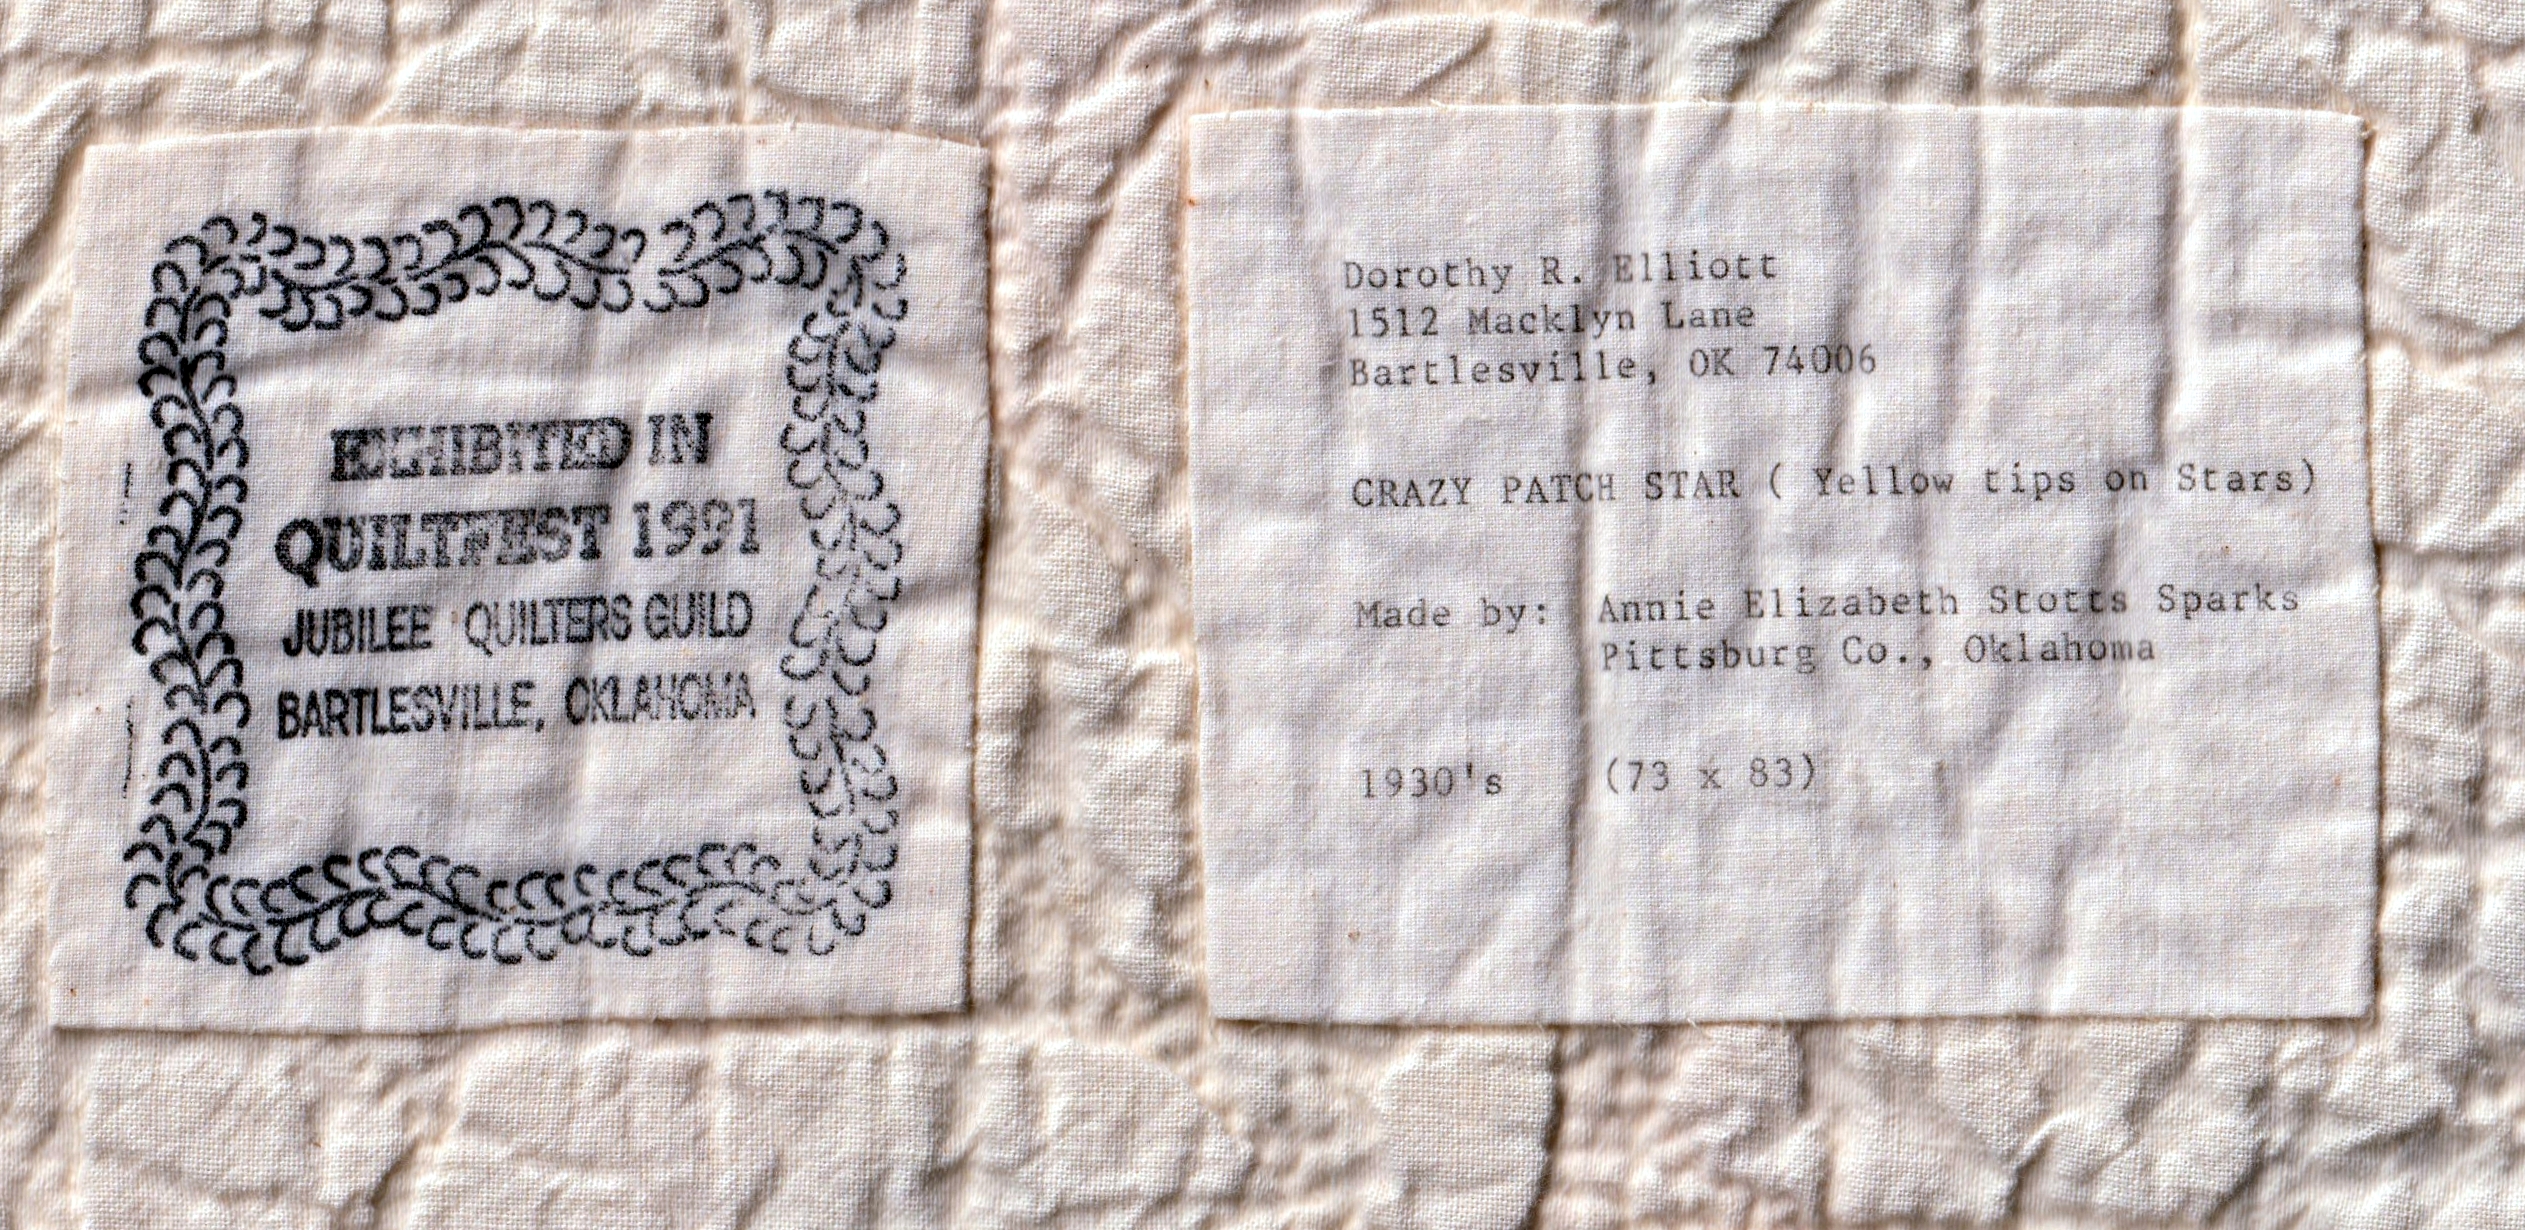 EXHIBITED IN
QUILTFEST 1991
JUBILEE QUILTERS GUILD
BARTLESVILLE, OKLAHOMA
Dorothy R. Elliott
1512 Macklyn Lane
Bartlesville, OK 74006
CRAZY PATCH STAR ( Yellow tips on Stars)
Made by: Annie Elizabeth Stotts Sparks
Pittsburg Co., Oklahoma
1930's (73 x 83)